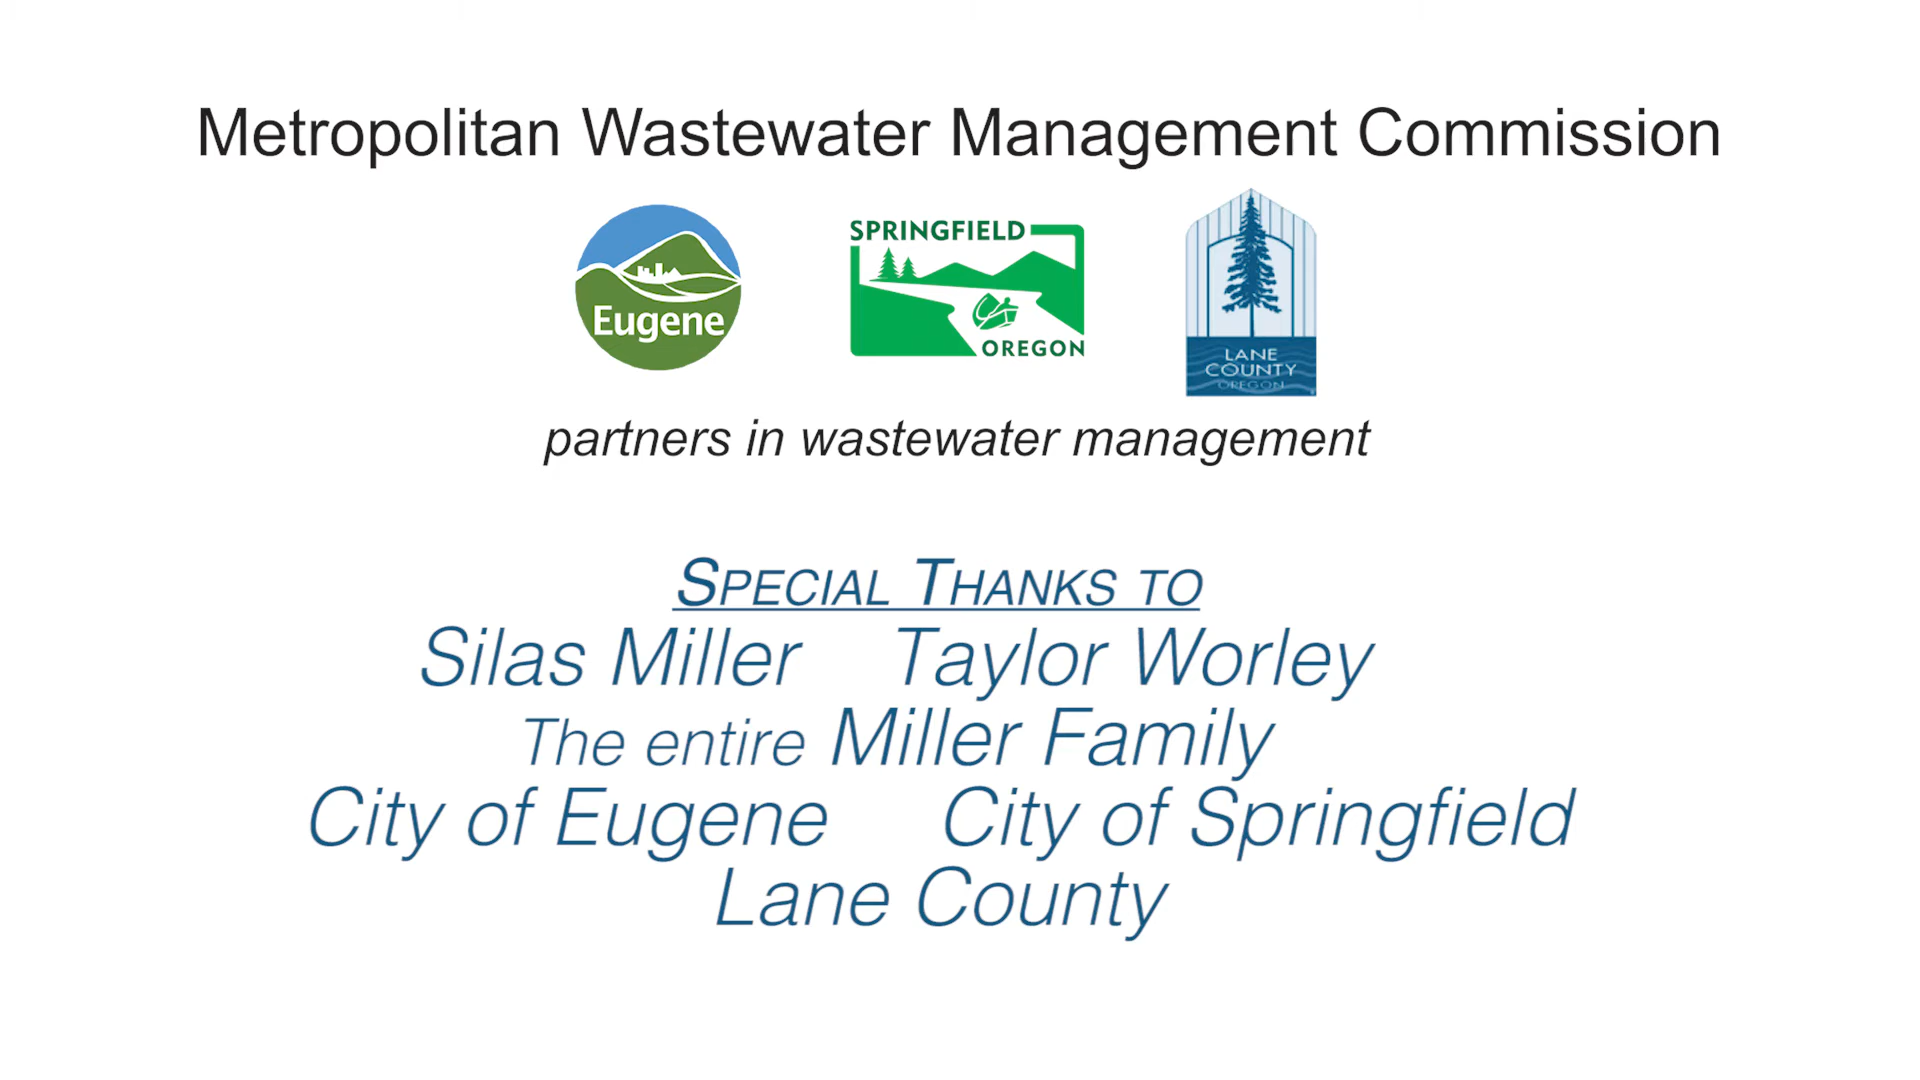 Metropolitan Wastewater Management Commission
Eugene
SPRINGFIELD
OREGON
LANE
COUNTY
OREGON
partners in wastewater management
SPECIAL THANKS TO
Silas Miller Taylor Worley
The entire Miller Family
City of Eugene City of Springfield
Lane County